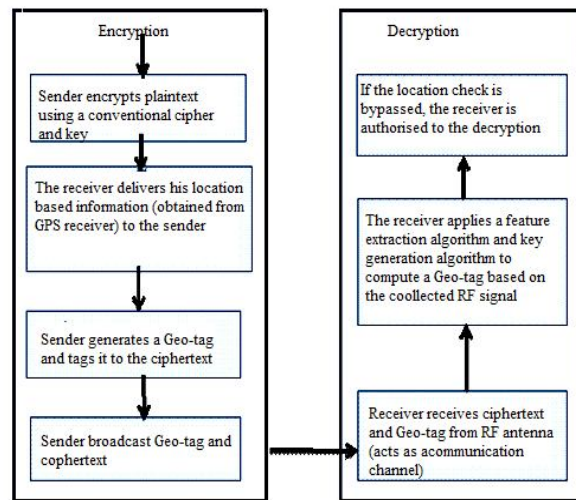 Encryption
Sender encrypts plaintext
using a conventional cipher
and key
The receiver delivers his location
based information (obtained from
GPS receiver) to the sender
Sender generates a Geo-tag
and tags it to the ciphertext
Sender broadcast Geo-tag and
cophertext
Decryption
If the location check is
bypassed, the receiver is
authorised to the decryption
The receiver applies a feature
extraction algorithm and key
generation algorithm to
compute a Geo-tag based on
the coollected RF signal
Receiver receives ciphertext
and Geo-tag from RF antenna
(acts as acommunication
channel)